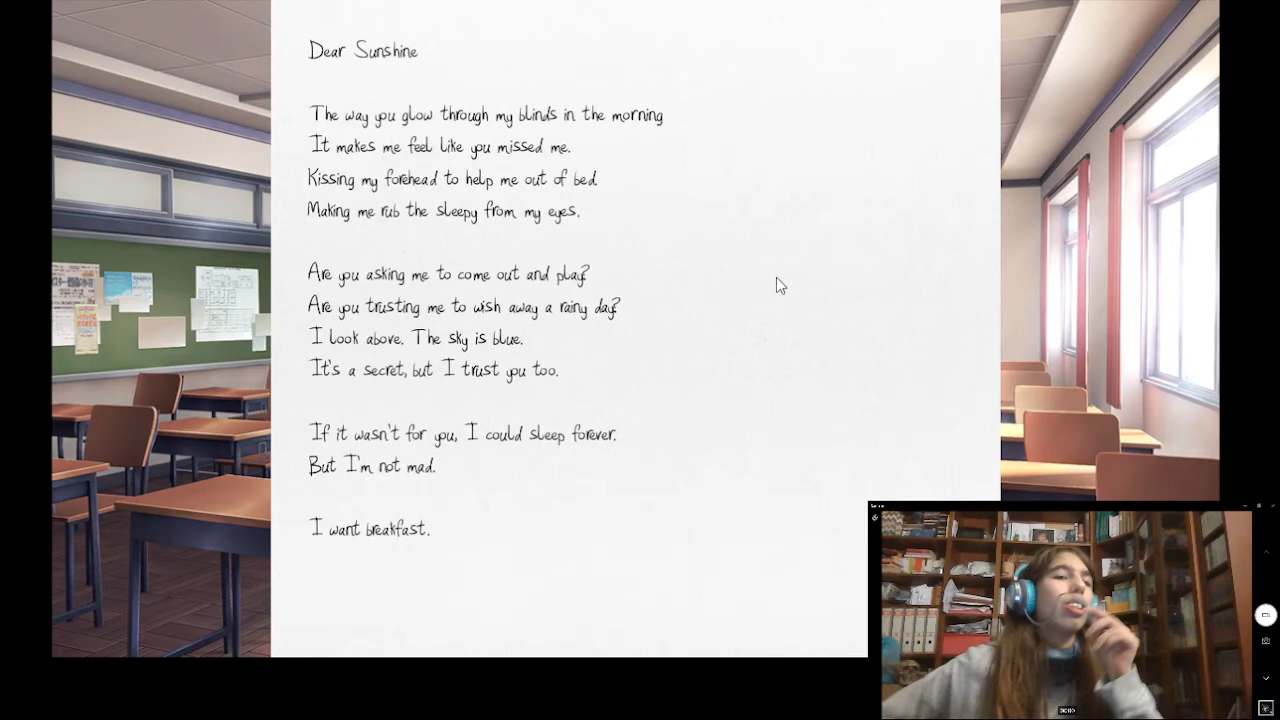 Dear Sunshine
The way you glow through my blinds in the morning
It makes me feel like you missed me.
Kissing my forehead to help me out of bed.
Making me rub the sleepy from my eyes.
Are you asking me to come out and play?
Are you trusting me to wish away a rainy day?
I look above. The sky is blue.
It's a secret, but I trust you too.
If it wasn't for you, I could sleep forever.
But I'm not mad.
I want breakfast.